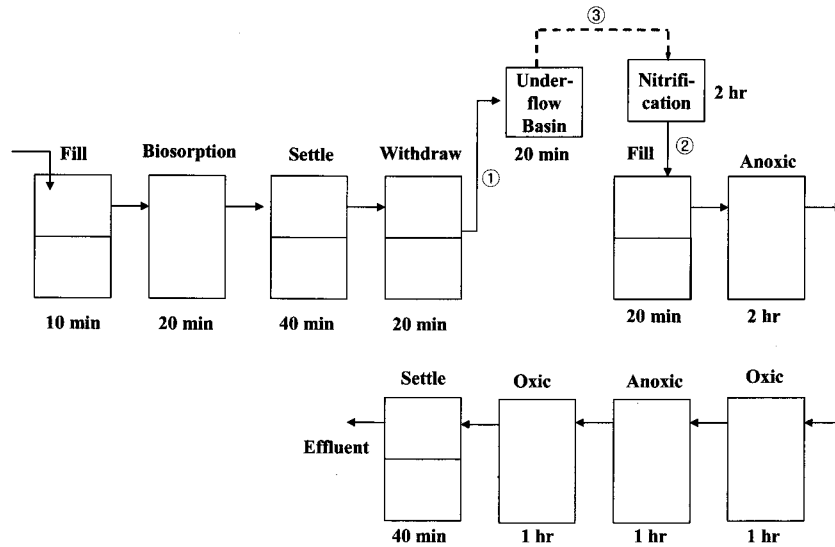 ③
Under-
flow
Basin
20 min
Nitrifi-
cation
2 hr
Fill
Biosorption
Settle
Withdraw
①
②
Fill
Anoxic
10 min
20 min
40 min
20 min
20 min
2 hr
Settle
Oxic
Anoxic
Oxic
Effluent
40 min
1 hr
1 hr
1 hr